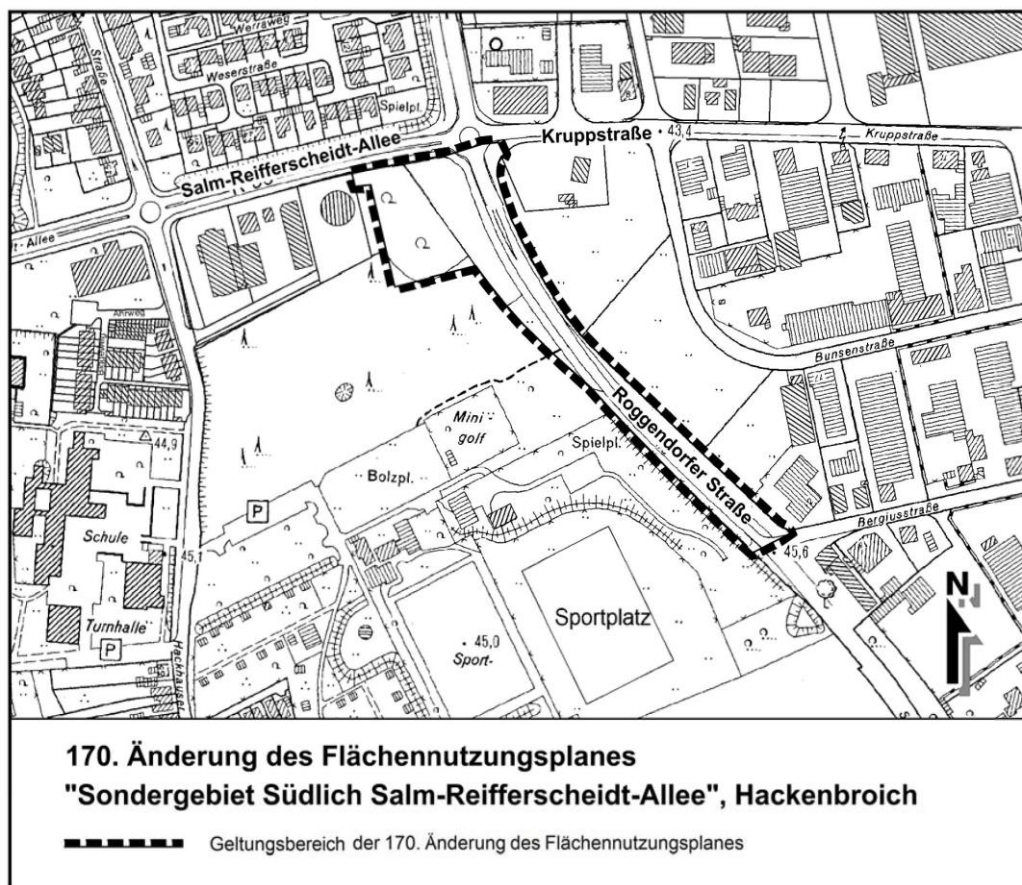 Werraweg
Straße
Weserstraße
Spielpl.
Salm-Reifferscheidt-Allee
Kruppstraße
43,4
Kruppstraße
t-Allee
Ahrweg
Bunsenstraße
Mini
golf
Roggendorfer Straße
Spielpl.
44,9
Bolzpl.
P
Bergiusstraße
Schule
45,1
45,6
Sportplatz
N
Turnhalle
45,0
Sport-
P
Hackhauser
170. Änderung des Flächennutzungsplanes
"Sondergebiet Südlich Salm-Reifferscheidt-Allee", Hackenbroich
Geltungsbereich der 170. Änderung des Flächennutzungsplanes